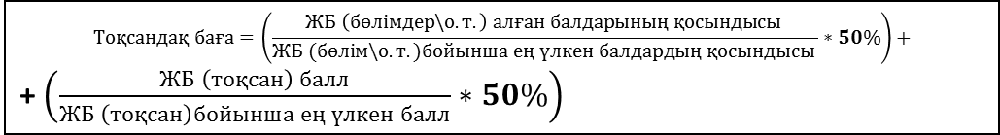 Тоқсандақ баға = (ЖБ (бөлімдер\о.т.) алған балдарының қосындысы / ЖБ (бөлім\о.т.)бойынша ең үлкен балдардың қосындысы * 50%) +
+ (ЖБ (тоқсан) балл / ЖБ (тоқсан)бойынша ең үлкен балл * 50%)